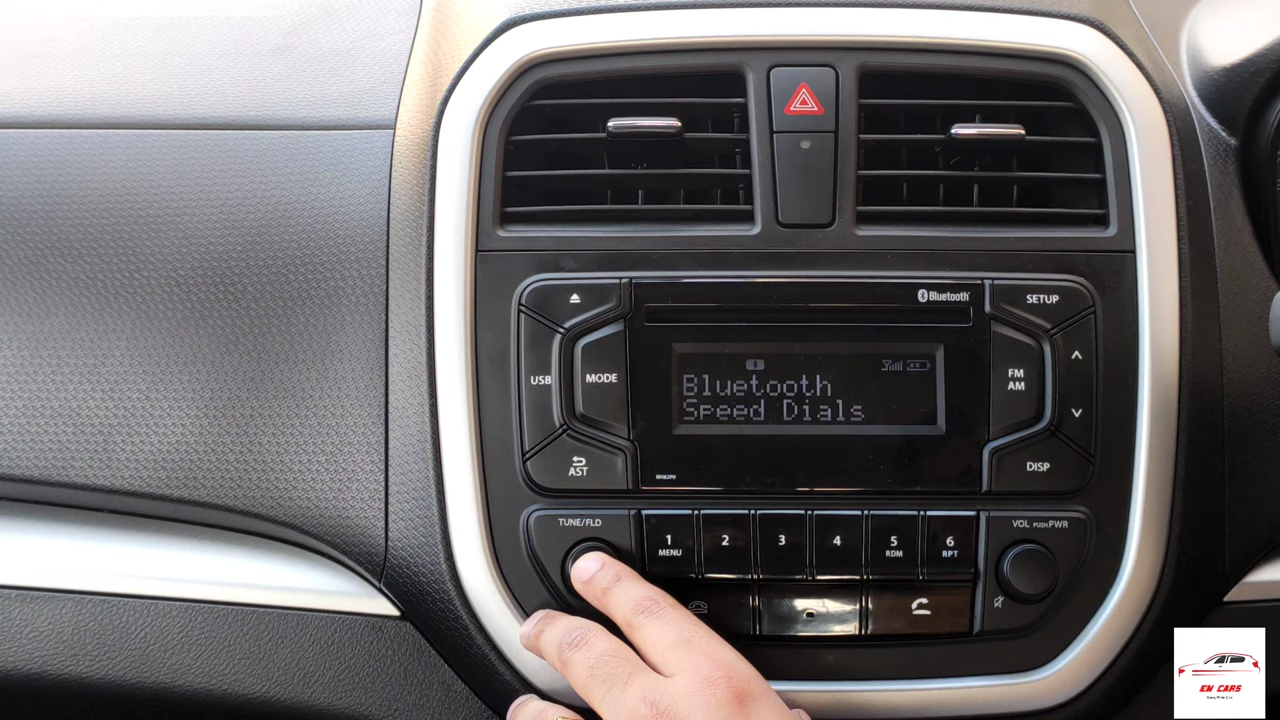 Bluetooth
SETUP
USB
MODE
FM
AM
Bluetooth
Speed Dials
AST
DISP
TUNE/FLD
1
MENU
2
3
4
5
RDM
6
RPT
VOL PUSH PWR
EN CARS